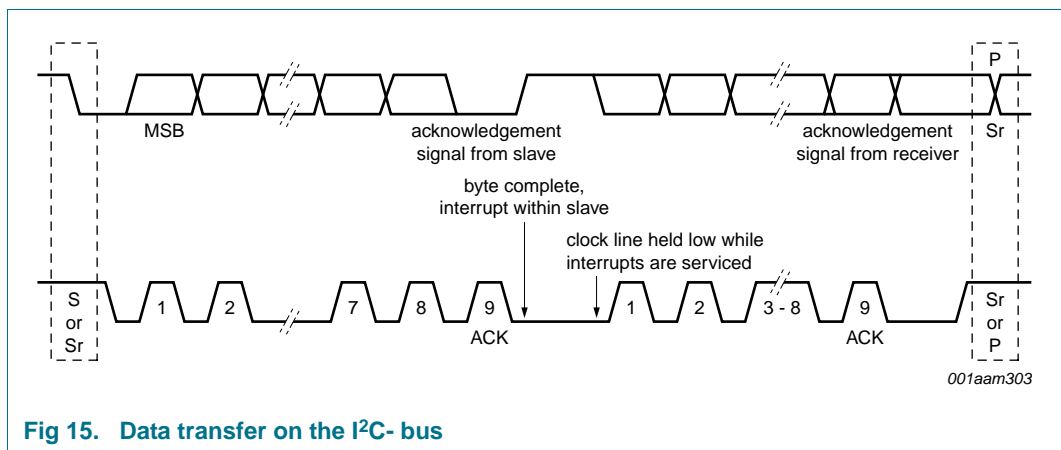 P
MSB
acknowledgement
signal from slave
acknowledgement
signal from receiver
Sr
byte complete,
interrupt within slave
clock line held low while
interrupts are serviced
S
or
Sr
1
2
7
8
9
1
2
3 - 8
9
Sr
or
P
ACK
ACK
001aam303
Fig 15. Data transfer on the I²C- bus